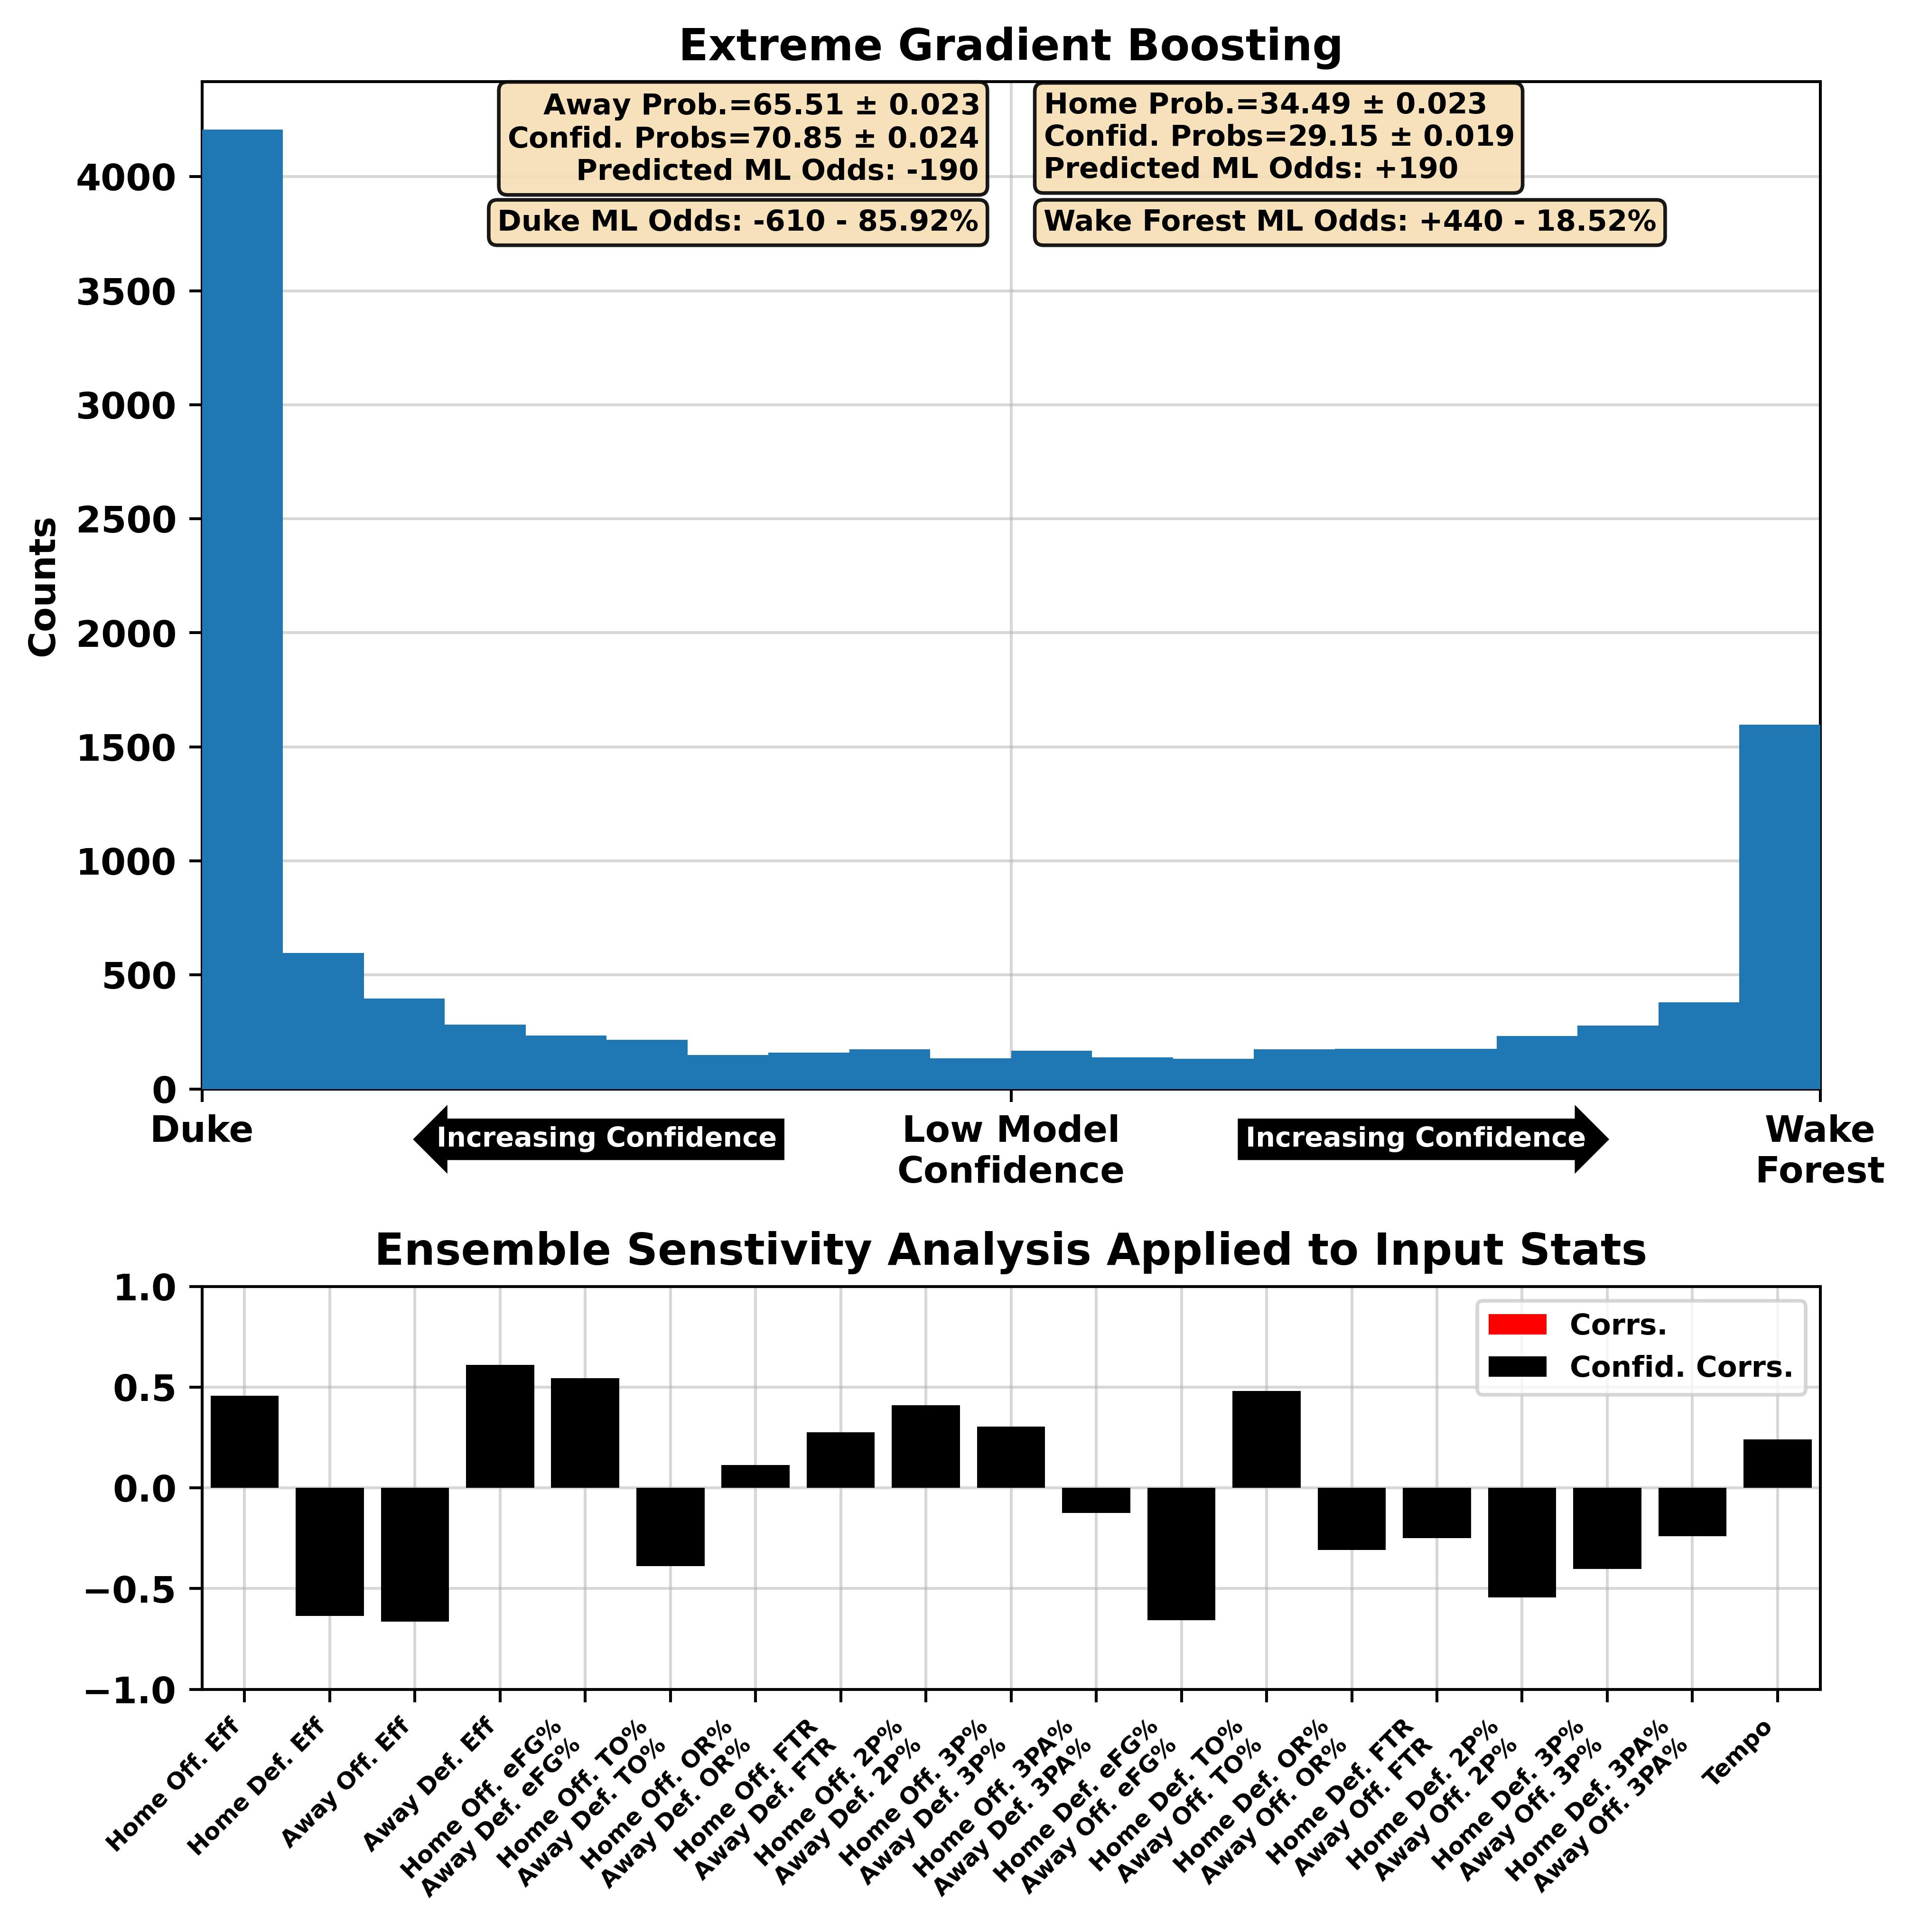 Extreme Gradient Boosting
Away Prob.=65.51 ± 0.023
Confid. Probs=70.85 ± 0.024
Predicted ML Odds: -190
Duke ML Odds: -610 - 85.92%
Home Prob.=34.49 ± 0.023
Confid. Probs=29.15 ± 0.019
Predicted ML Odds: +190
Wake Forest ML Odds: +440 - 18.52%
Counts
4000
3500
3000
2500
2000
1500
1000
500
0
Duke
Increasing Confidence
Low Model
Confidence
Increasing Confidence
Wake
Forest
Ensemble Senstivity Analysis Applied to Input Stats
1.0
0.5
0.0
−0.5
−1.0
Corrs.
Confid. Corrs.
Home Off. Eff
Home Def. Eff
Away Off. Eff
Away Def. Eff
Home Off. eFG%
Away Def. eFG%
Home Off. TO%
Away Def. TO%
Home Off. OR%
Away Def. OR%
Home Off. FTR
Away Def. FTR
Home Off. 2P%
Away Def. 2P%
Home Off. 3P%
Away Def. 3P%
Home Off. 3PA%
Away Def. 3PA%
Home Def. eFG%
Away Off. eFG%
Home Def. TO%
Away Off. TO%
Home Def. OR%
Away Off. OR%
Home Def. FTR
Away Off. FTR
Home Def. 2P%
Away Off. 2P%
Home Def. 3P%
Away Off. 3P%
Home Def. 3PA%
Away Off. 3PA%
Tempo